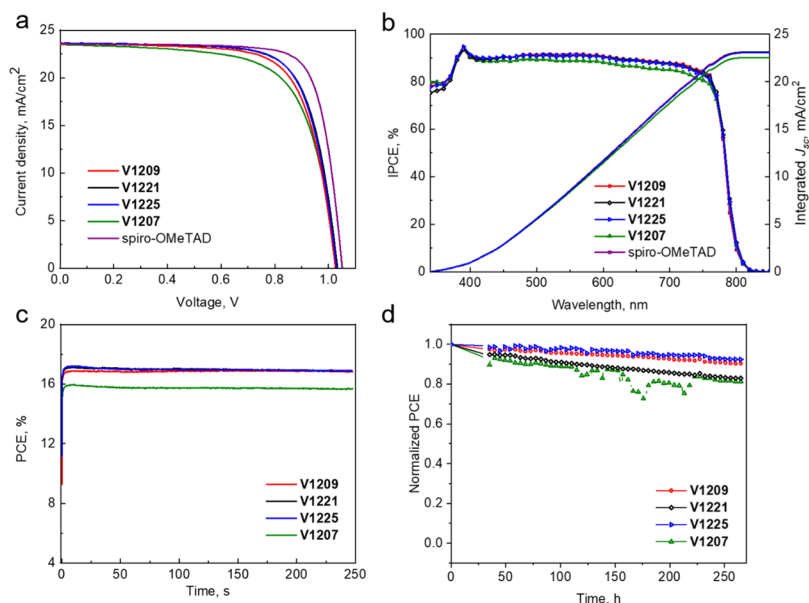 a
25
20
15
10
5
0
Current density, mA/cm²
V1209
V1221
V1225
V1207
spiro-OMeTAD
0.0 0.2 0.4 0.6 0.8 1.0
Voltage, V
b
100
80
60
40
20
0
IPCE, %
V1209
V1221
V1225
V1207
spiro-OMeTAD
25
20
15
10
5
0
Integrated Jsc, mA/cm²
400 500 600 700 800
Wavelength, nm
c
20
16
12
8
4
PCE, %
V1209
V1221
V1225
V1207
0 50 100 150 200 250
Time, s
d
1.0
0.8
0.6
0.4
0.2
0.0
Normalized PCE
V1209
V1221
V1225
V1207
0 50 100 150 200 250
Time, h